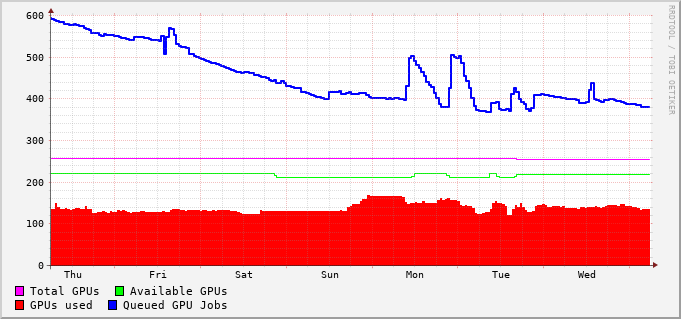 600
500
400
300
200
100
0
Thu Fri Sat Sun Mon Tue Wed
Total GPUs Available GPUs
GPUs used Queued GPU Jobs
RRDTOOL / TOBI OETIKER